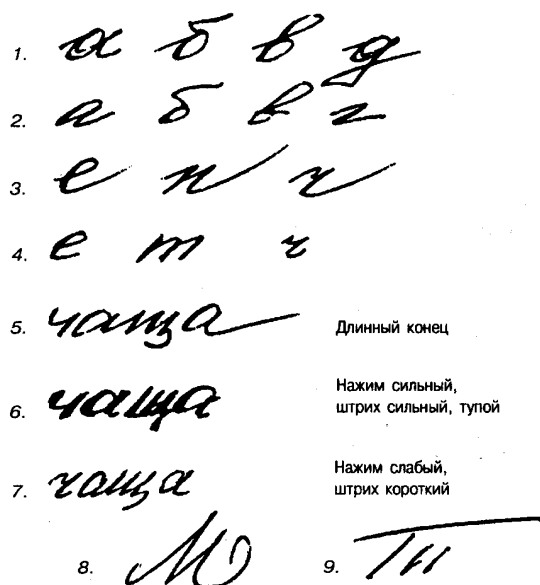 1. а б в д
2. а б в г
3. е н ч
4. е т ч
5. чаща Длинный конец
6. чаща Нажим сильный,
штрих сильный, тупой
7. чаща Нажим слабый,
штрих короткий
8. М 9. Тн